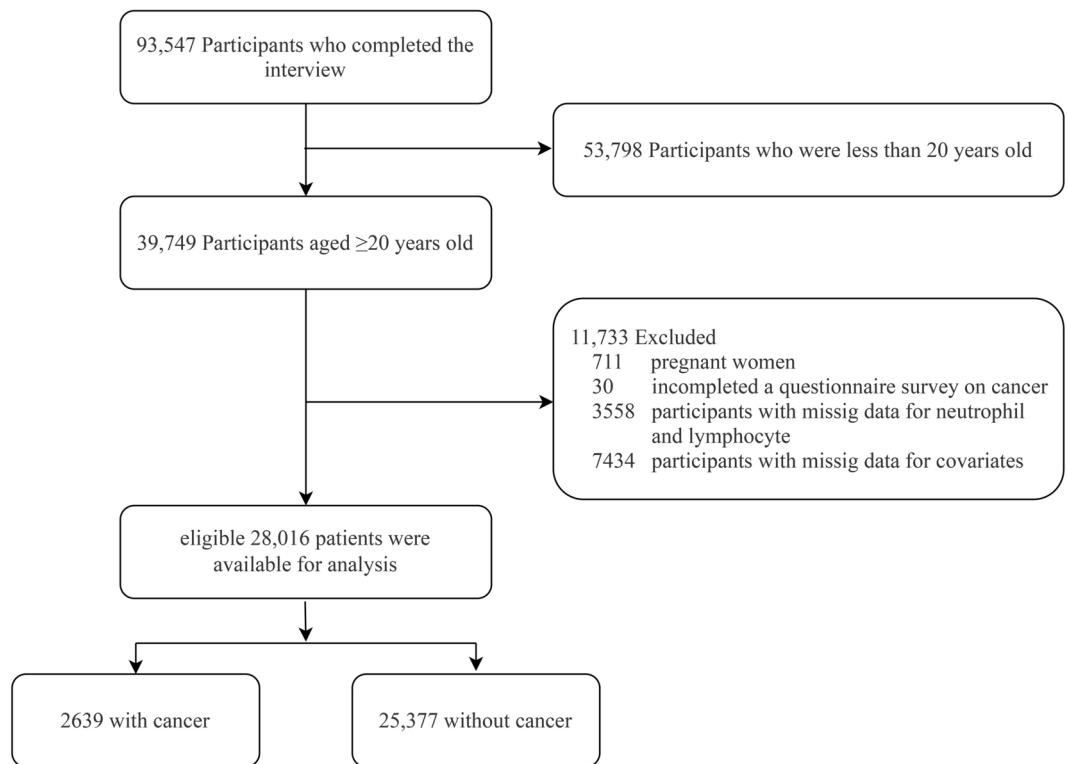 93,547 Participants who completed the
interview
53,798 Participants who were less than 20 years old
39,749 Participants aged ≥20 years old
11,733 Excluded
711 pregnant women
30 incompleted a questionnaire survey on cancer
3558 participants with missig data for neutrophil
and lymphocyte
7434 participants with missig data for covariates
eligible 28,016 patients were
available for analysis
2639 with cancer
25,377 without cancer